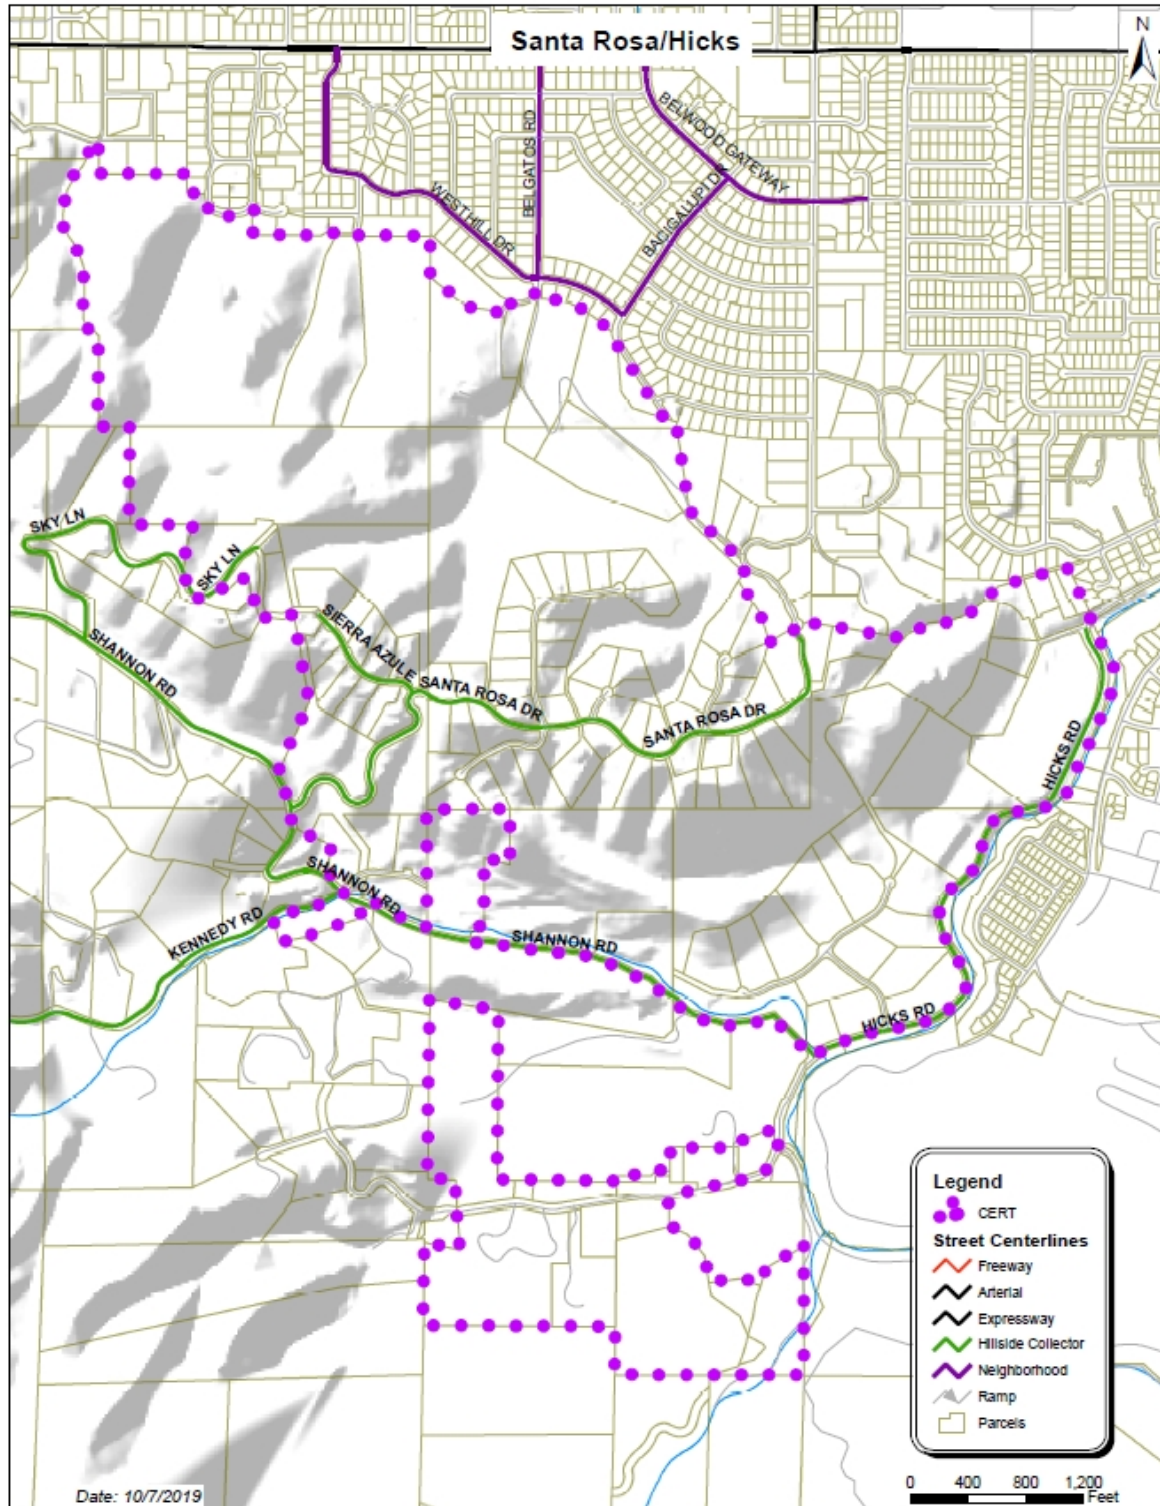 Santa Rosa/Hicks
N
BELGATOS RD
BELWOOD GATEWAY
WESTHILL DR
BACIGALUPI DR
SKY LN
SKY LN
SIERRA AZULE
SANTA ROSA DR
SHANNON RD
SANTA ROSA DR
HICKS RD
SHANNON RD
KENNEDY RD
SHANNON RD
HICKS RD
Legend
CERT
Street Centerlines
Freeway
Arterial
Expressway
Hillside Collector
Neighborhood
Ramp
Parcels
0 400 800 1,200
Feet
Date: 10/7/2019